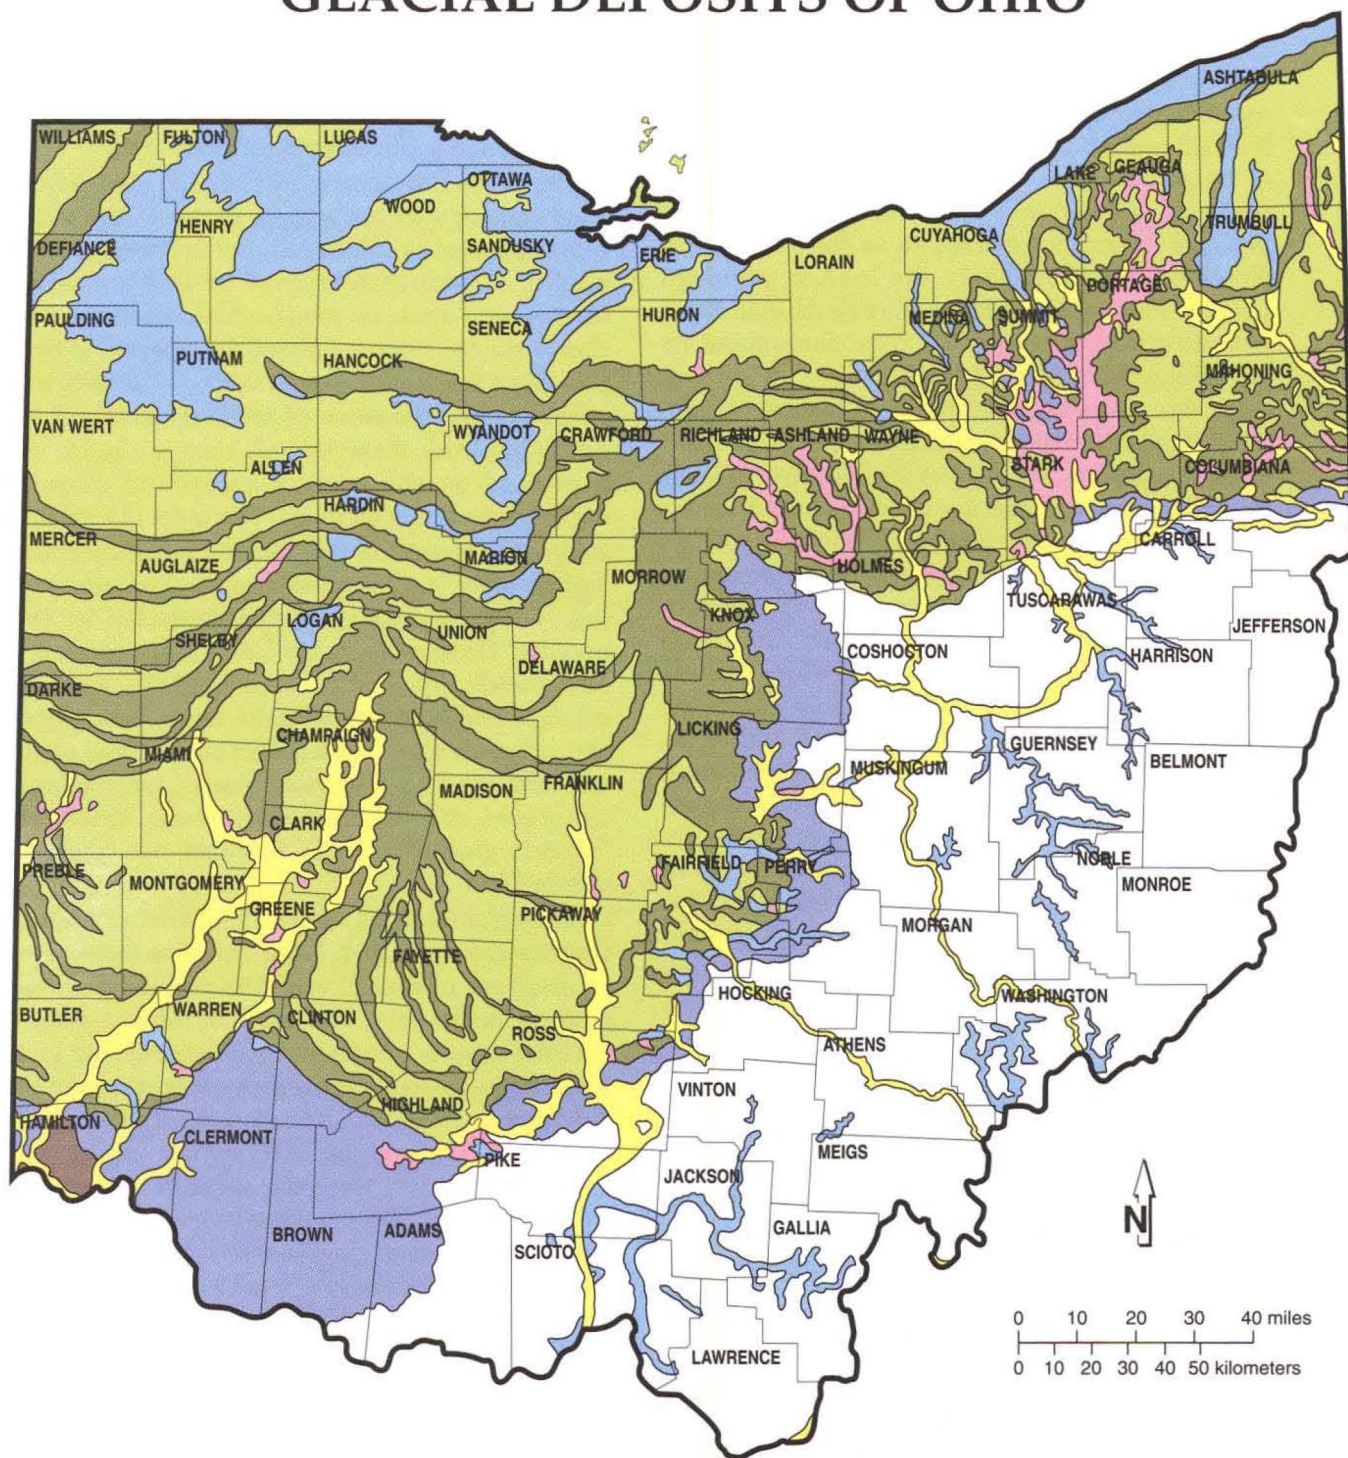 GLACIAL DEPOSITS OF OHIO
ASHTABULA
WILLIAMS
FULTON
LUCAS
LAKE
GEAUGA
OTTAWA
WOOD
HENRY
TRUMBULL
CUYAHOGA
DEFIANCE
SANDUSKY
ERIE
LORAIN
PORTAGE
PAULDING
HURON
MEDINA
SUMMIT
SENECA
PUTNAM
HANCOCK
MAHONING
VAN WERT
WYANDOT
CRAWFORD
RICHLAND
ASHLAND
WAYNE
ALLEN
STARK
COLUMBIANA
HARDIN
MERCER
CARROLL
AUGLAIZE
MARION
MORROW
HOLMES
TUSCARAWAS
KNOX
LOGAN
JEFFERSON
SHELBY
UNION
COSHOCTON
HARRISON
DELAWARE
DARKE
LICKING
CHAMPAIGN
GUERNSEY
MIAMI
BELMONT
MUSKINGUM
FRANKLIN
MADISON
CLARK
NOBLE
FAIRFIELD
PERRY
PREBLE
MONTGOMERY
MONROE
GREENE
PICKAWAY
MORGAN
FAYETTE
HOCKING
WASHINGTON
BUTLER
WARREN
CLINTON
ROSS
ATHENS
VINTON
HIGHLAND
HAMILTON
CLERMONT
MEIGS
PIKE
JACKSON
N
GALLIA
BROWN
ADAMS
SCIOTO
0 10 20 30 40 miles
LAWRENCE
0 10 20 30 40 50 kilometers